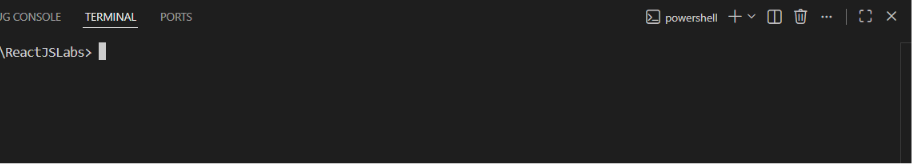 UG CONSOLE TERMINAL PORTS powershell
\ReactJSLabs>